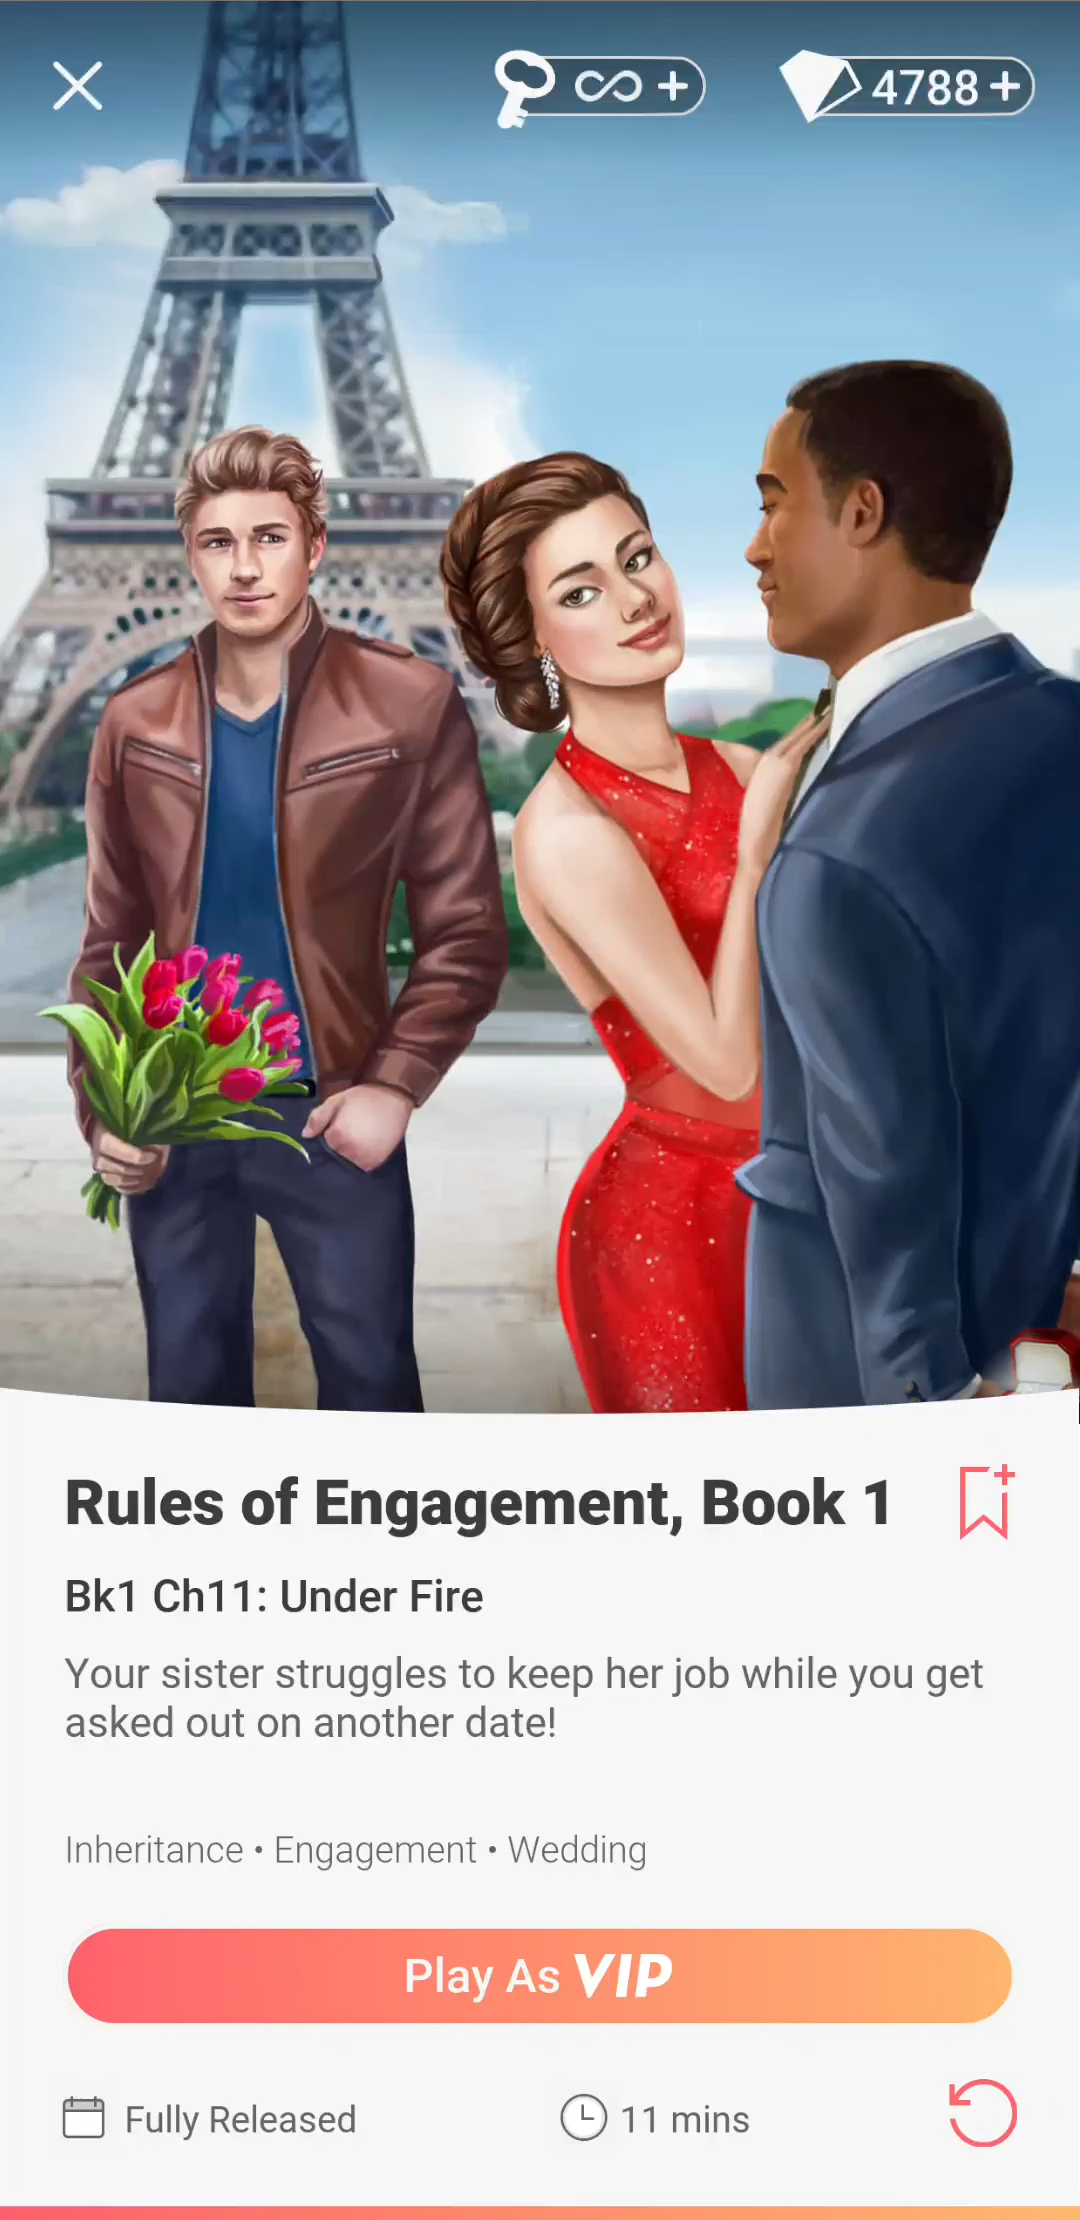 ∞ +
4788 +
Rules of Engagement, Book 1
Bk1 Ch11: Under Fire
Your sister struggles to keep her job while you get
asked out on another date!
Inheritance • Engagement • Wedding
Play As VIP
Fully Released
11 mins